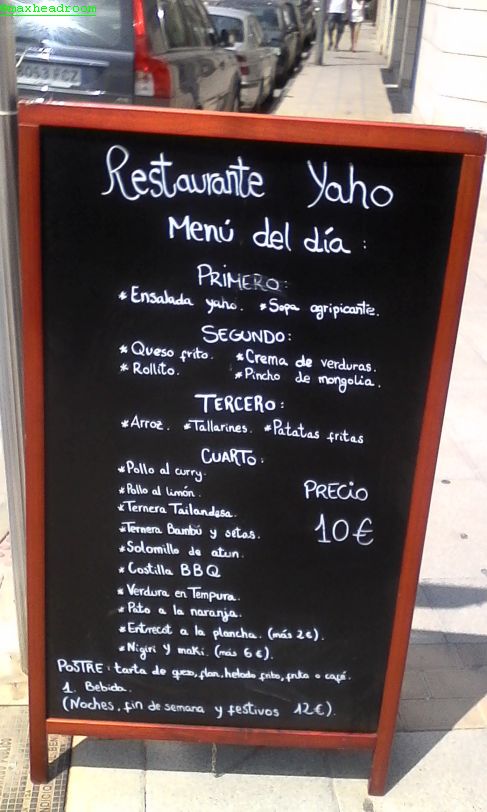 @maxheadroom
9053 FCZ
Restaurante Yaho
Menú del día :
PRIMERO:
*Ensalada yaho. *Sopa agripicante.
SEGUNDO:
*Queso frito. *Crema de verduras.
*Rollito. *Pincho de mongolia.
TERCERO:
*Arroz. *Tallarines. *Patatas fritas
CUARTO:
*Pollo al curry.
*Pollo al limón.
*Ternera Tailandesa.
*Ternera Bambú y setas.
*Solomillo de atun.
*Costilla BBQ
*Verdura en Tempura.
*Pato a la naranja.
*Entrrecot a la plancha. (más 2€).
*Nigiri y maki. (más 6€).
PRECIO
10€
POSTRE: tarta de queso, flan, helado frito, fruta o café.
1. Bebida.
(Noches, fin de semana y festivos 12€).